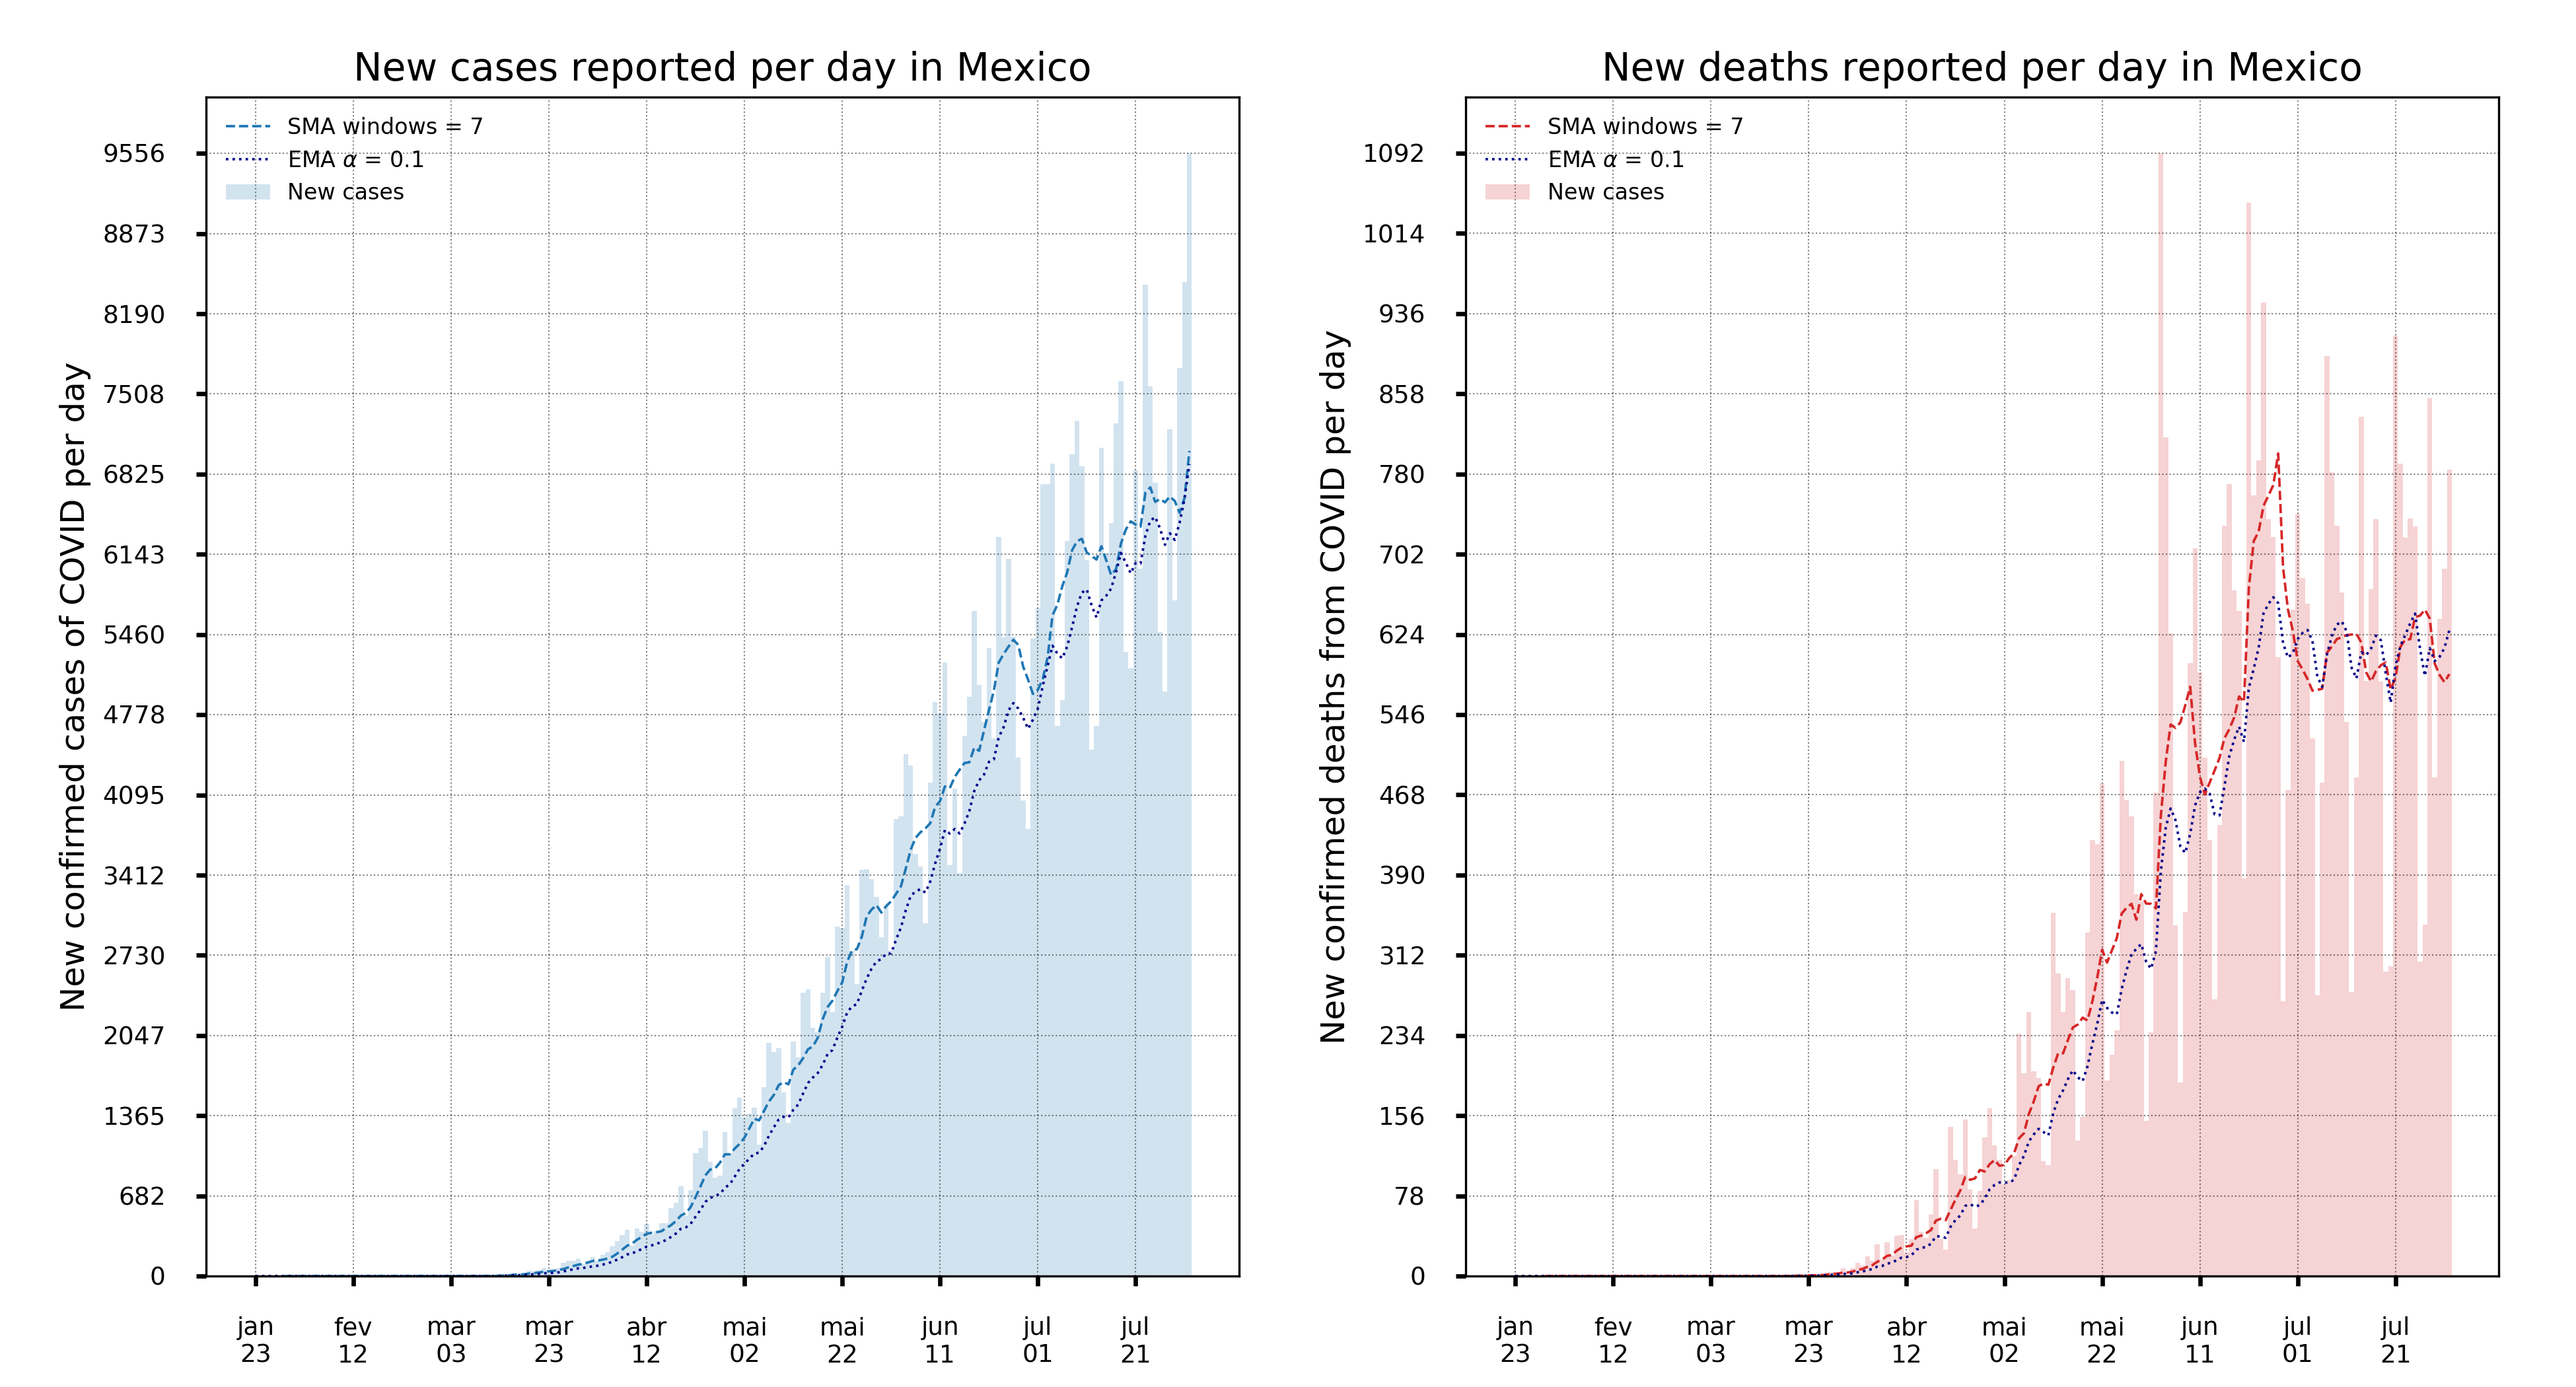 New cases reported per day in Mexico
SMA windows = 7
EMA α = 0.1
New cases
New confirmed cases of COVID per day
9556
8873
8190
7508
6825
6143
5460
4778
4095
3412
2730
2047
1365
682
0
jan fev mar mar abr mai mai jun jul jul
23 12 03 23 12 02 22 11 01 21
New deaths reported per day in Mexico
SMA windows = 7
EMA α = 0.1
New cases
New confirmed deaths from COVID per day
1092
1014
936
858
780
702
624
546
468
390
312
234
156
78
0
jan fev mar mar abr mai mai jun jul jul
23 12 03 23 12 02 22 11 01 21